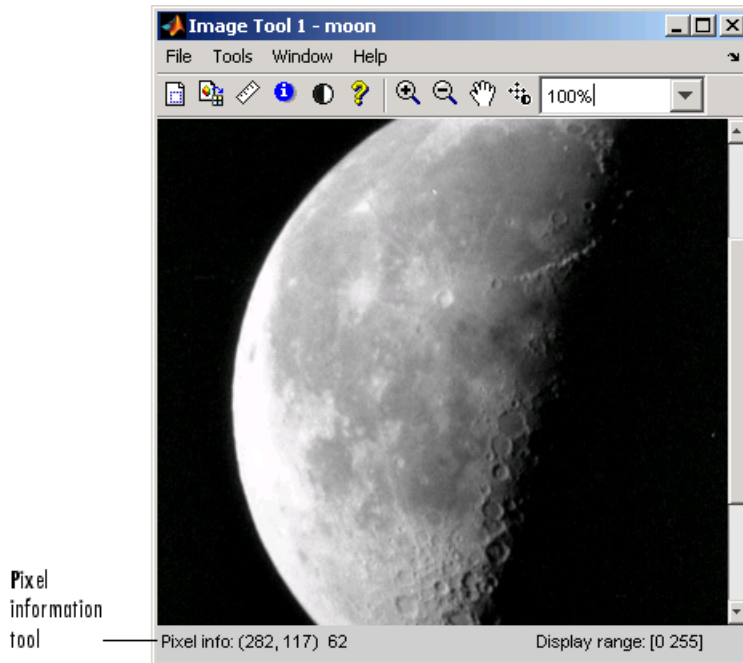 Image Tool 1 - moon
File Tools Window Help
100%
Pixel info: (282, 117) 62
Display range: [0 255]
Pixel
information
tool